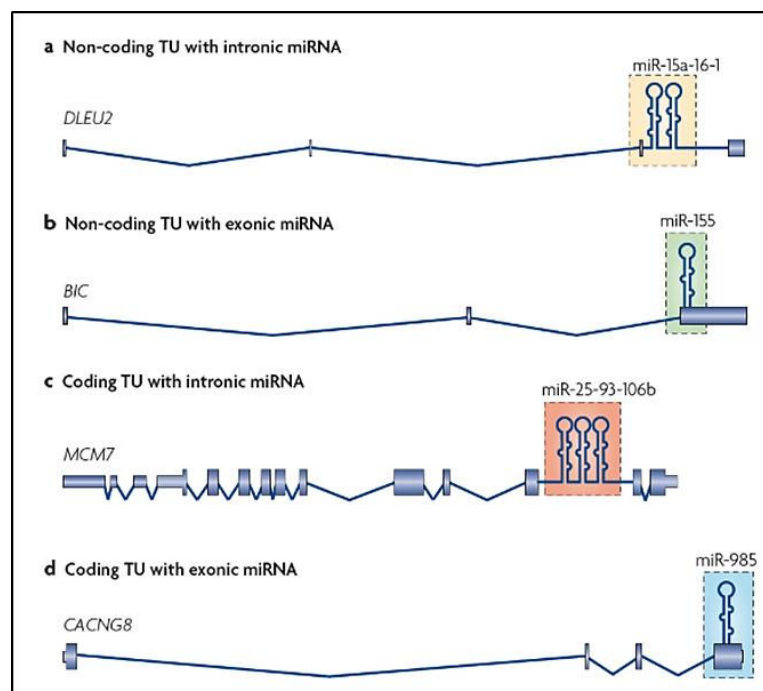 a Non-coding TU with intronic miRNA
miR-15a-16-1
DLEU2
b Non-coding TU with exonic miRNA
miR-155
BIC
c Coding TU with intronic miRNA
miR-25-93-106b
MCM7
d Coding TU with exonic miRNA
miR-985
CACNG8